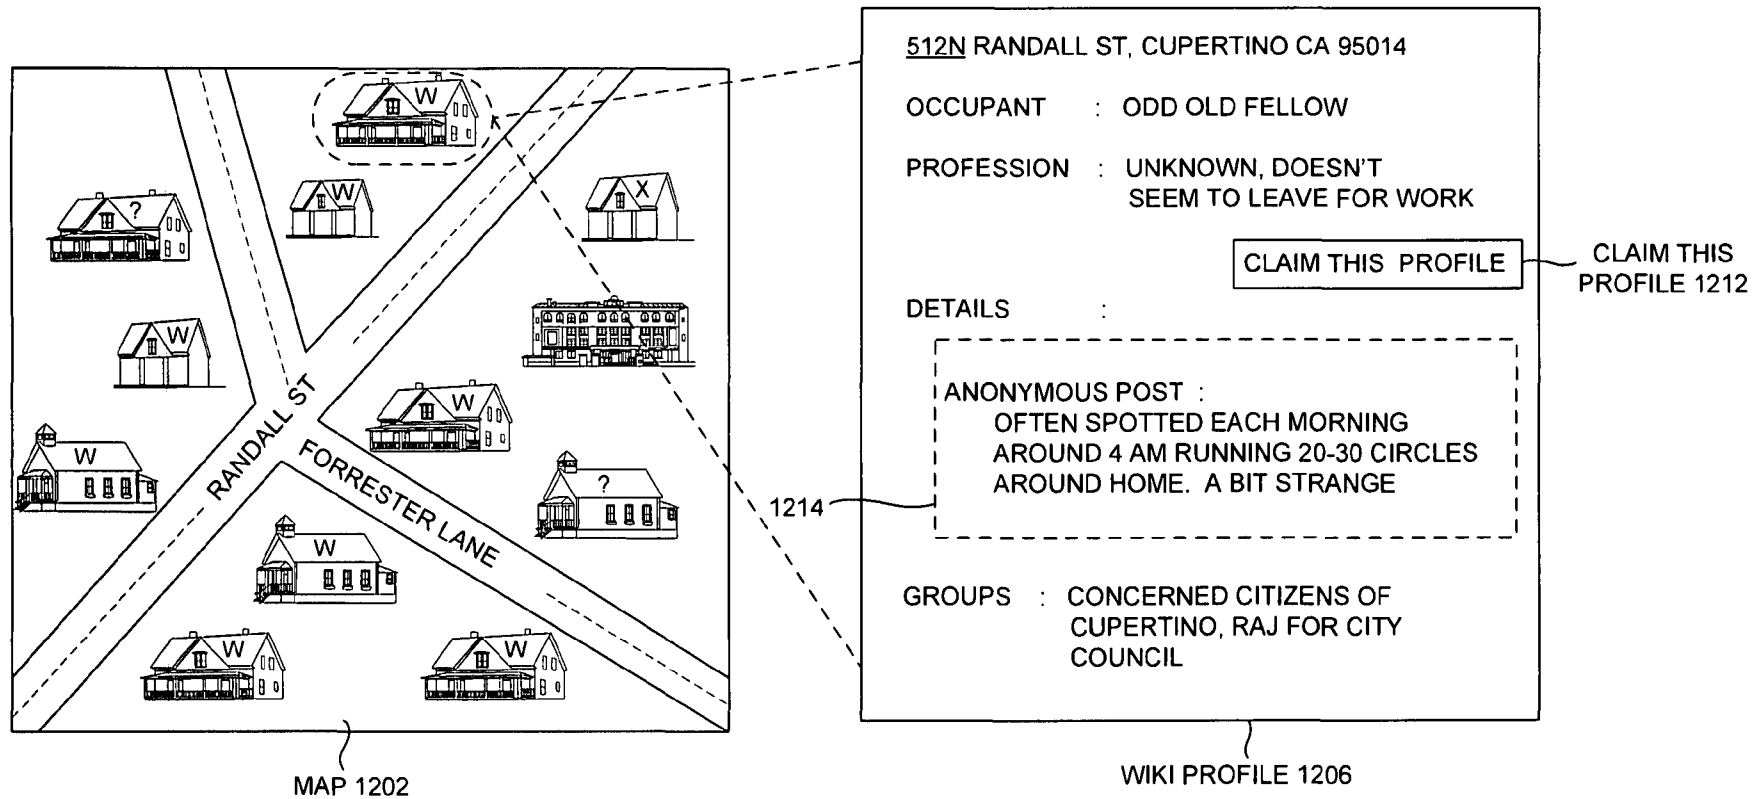 W
W
X
?
W
W
W
?
W
W
W
RANDALL ST
FORRESTER LANE
MAP 1202
512N RANDALL ST, CUPERTINO CA 95014
OCCUPANT : ODD OLD FELLOW
PROFESSION : UNKNOWN, DOESN'T
SEEM TO LEAVE FOR WORK
CLAIM THIS PROFILE
CLAIM THIS
PROFILE 1212
DETAILS :
ANONYMOUS POST :
OFTEN SPOTTED EACH MORNING
AROUND 4 AM RUNNING 20-30 CIRCLES
AROUND HOME. A BIT STRANGE
1214
GROUPS : CONCERNED CITIZENS OF
CUPERTINO, RAJ FOR CITY
COUNCIL
WIKI PROFILE 1206